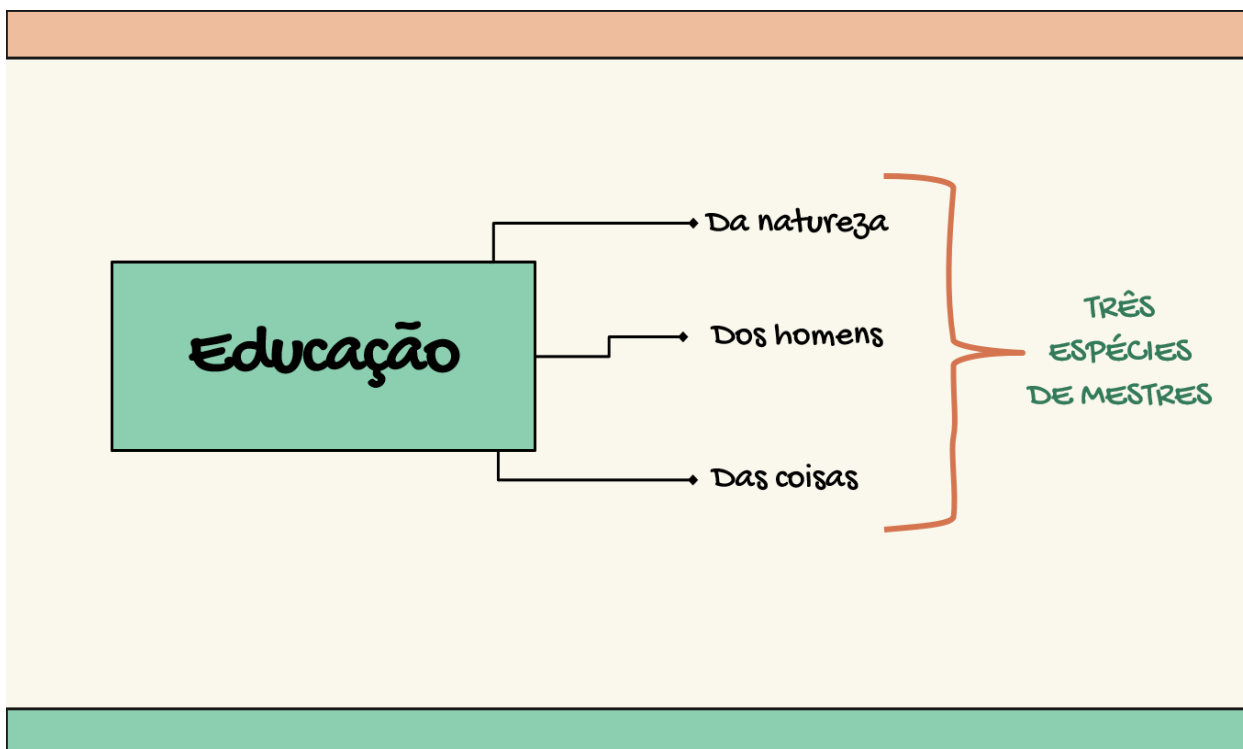 Educação
Da natureza
Dos homens
Das coisas
TRÊS
ESPÉCIES
DE MESTRES